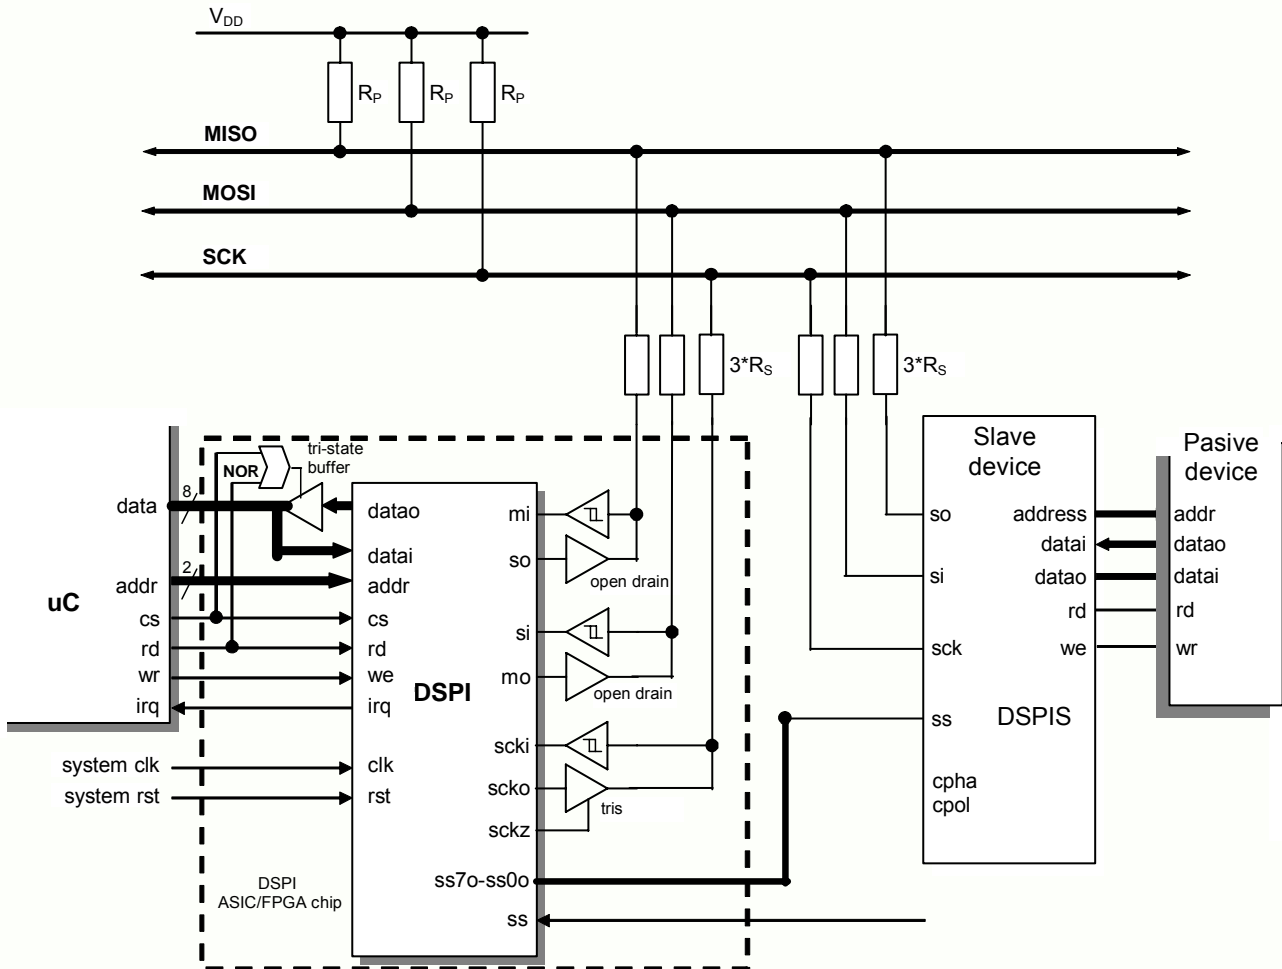 VDD
RP
RP
RP
MISO
MOSI
SCK
3*RS
3*RS
tri-state
buffer
NOR
8
data
2
addr
uC
cs
rd
wr
irq
system clk
system rst
datao
datai
addr
cs
rd
we
irq
DSPI
clk
rst
mi
so
si
mo
scki
scko
sckz
ss7o-ss0o
ss
open drain
open drain
tris
DSPI
ASIC/FPGA chip
Slave
device
so
si
sck
ss
address
datai
datao
rd
we
DSPIS
cpha
cpol
Pasive
device
addr
datao
datai
rd
wr